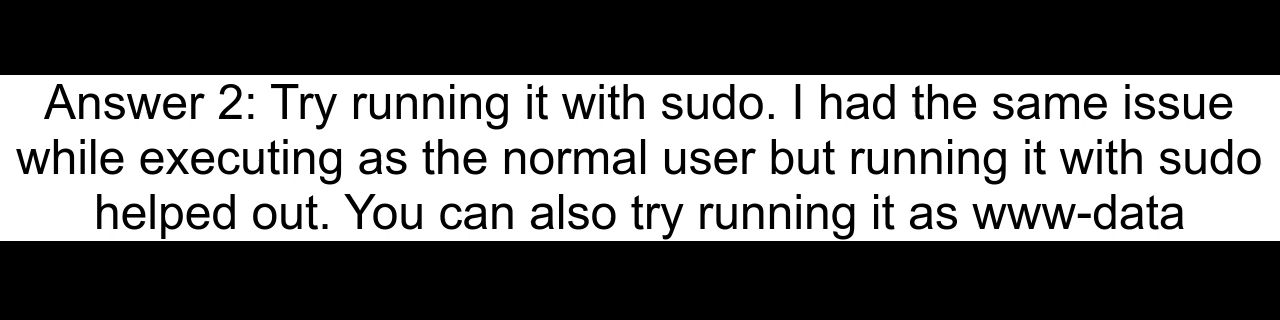 Answer 2: Try running it with sudo. I had the same issue
while executing as the normal user but running it with sudo
helped out. You can also try running it as www-data